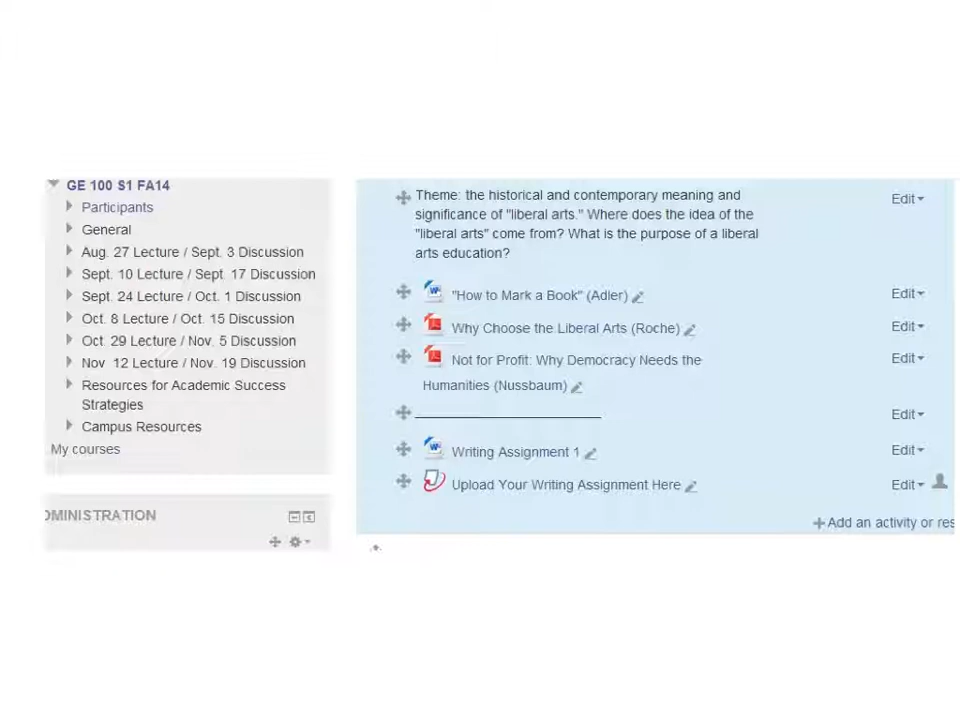 GE 100 S1 FA14
Participants
General
Aug. 27 Lecture / Sept. 3 Discussion
Sept. 10 Lecture / Sept. 17 Discussion
Sept. 24 Lecture / Oct. 1 Discussion
Oct. 8 Lecture / Oct. 15 Discussion
Oct. 29 Lecture / Nov. 5 Discussion
Nov. 12 Lecture / Nov. 19 Discussion
Resources for Academic Success
Strategies
Campus Resources
My courses
DMINISTRATION
Theme: the historical and contemporary meaning and
significance of "liberal arts." Where does the idea of the
"liberal arts" come from? What is the purpose of a liberal
arts education?
Edit
"How to Mark a Book" (Adler)
Edit
Why Choose the Liberal Arts (Roche)
Edit
Not for Profit: Why Democracy Needs the
Humanities (Nussbaum)
Edit
Edit
Writing Assignment 1
Edit
Upload Your Writing Assignment Here
Edit
Add an activity or res